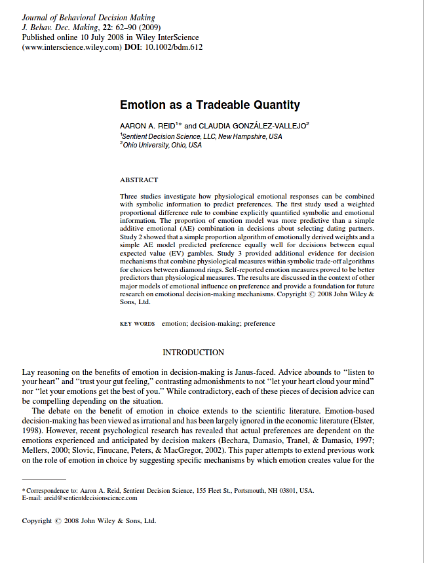 Journal of Behavioral Decision Making
J. Behav. Dec. Making, 22: 62–90 (2009)
Published online 10 July 2008 in Wiley InterScience
(www.interscience.wiley.com) DOI: 10.1002/bdm.612
Emotion as a Tradeable Quantity
AARON A. REID1* and CLAUDIA GONZÁLEZ-VALLEJO2
1Sentient Decision Science, LLC, New Hampshire, USA
2Ohio University, Ohio, USA
ABSTRACT
Three studies investigate how physiological emotional responses can be combined
with symbolic information to predict preferences. The first study used a weighted
proportional difference rule to combine explicitly quantified symbolic and emotional
information. The proportion of emotion model was more predictive than a simple
additive emotional (AE) combination in decisions about selecting dating partners.
Study 2 showed that a simple proportion algorithm of emotionally derived weights and a
simple AE model predicted preference equally well for decisions between equal
expected value (EV) gambles. Study 3 provided additional evidence for decision
mechanisms that combine physiological measures within symbolic trade-off algorithms
for choices between diamond rings. Self-reported emotion measures proved to be better
predictors than physiological measures. The results are discussed in the context of other
major models of emotional influence on preference and provide a foundation for future
research on emotional decision-making mechanisms. Copyright © 2008 John Wiley &
Sons, Ltd.
KEY WORDS emotion; decision-making; preference
INTRODUCTION
Lay reasoning on the benefits of emotion in decision-making is Janus-faced. Advice abounds to “listen to
your heart” and “trust your gut feeling,” contrasting admonishments to not “let your heart cloud your mind”
nor “let your emotions get the best of you.” While contradictory, each of these pieces of decision advice can
be compelling depending on the situation.
The debate on the benefit of emotion in choice extends to the scientific literature. Emotion-based
decision-making has been viewed as irrational and has been largely ignored in the economic literature (Elster,
1998). However, recent psychological research has revealed that actual preferences are dependent on the
emotions experienced and anticipated by decision makers (Bechara, Damasio, Tranel, & Damasio, 1997;
Mellers, 2000; Slovic, Finucane, Peters, & MacGregor, 2002). This paper attempts to extend previous work
on the role of emotion in choice by suggesting specific mechanisms by which emotion creates value for the
* Correspondence to: Aaron A. Reid, Sentient Decision Science, 155 Fleet St., Portsmouth, NH 03801, USA.
E-mail: areid@sentientdecisionscience.com
Copyright © 2008 John Wiley & Sons, Ltd.